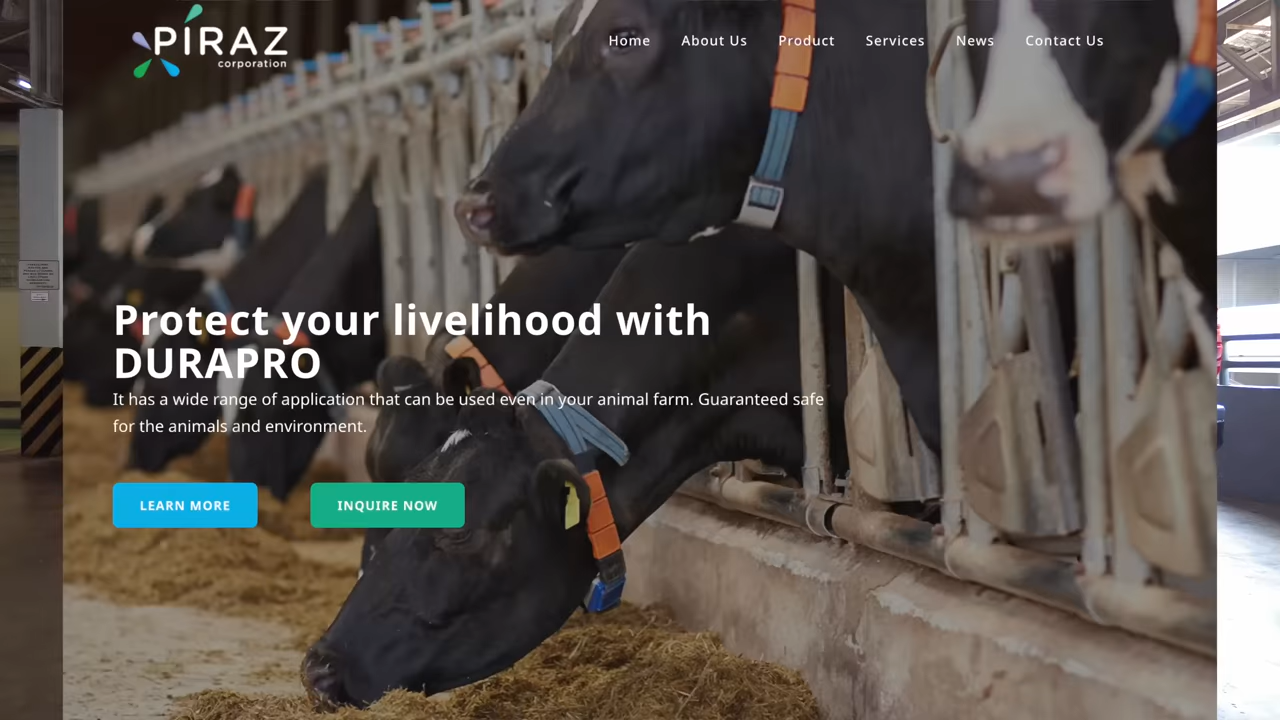 PIRAZ
corporation
Home
About Us
Product
Services
News
Contact Us
Protect your livelihood with
DURAPRO
It has a wide range of application that can be used even in your animal farm. Guaranteed safe
for the animals and environment.
LEARN MORE
INQUIRE NOW